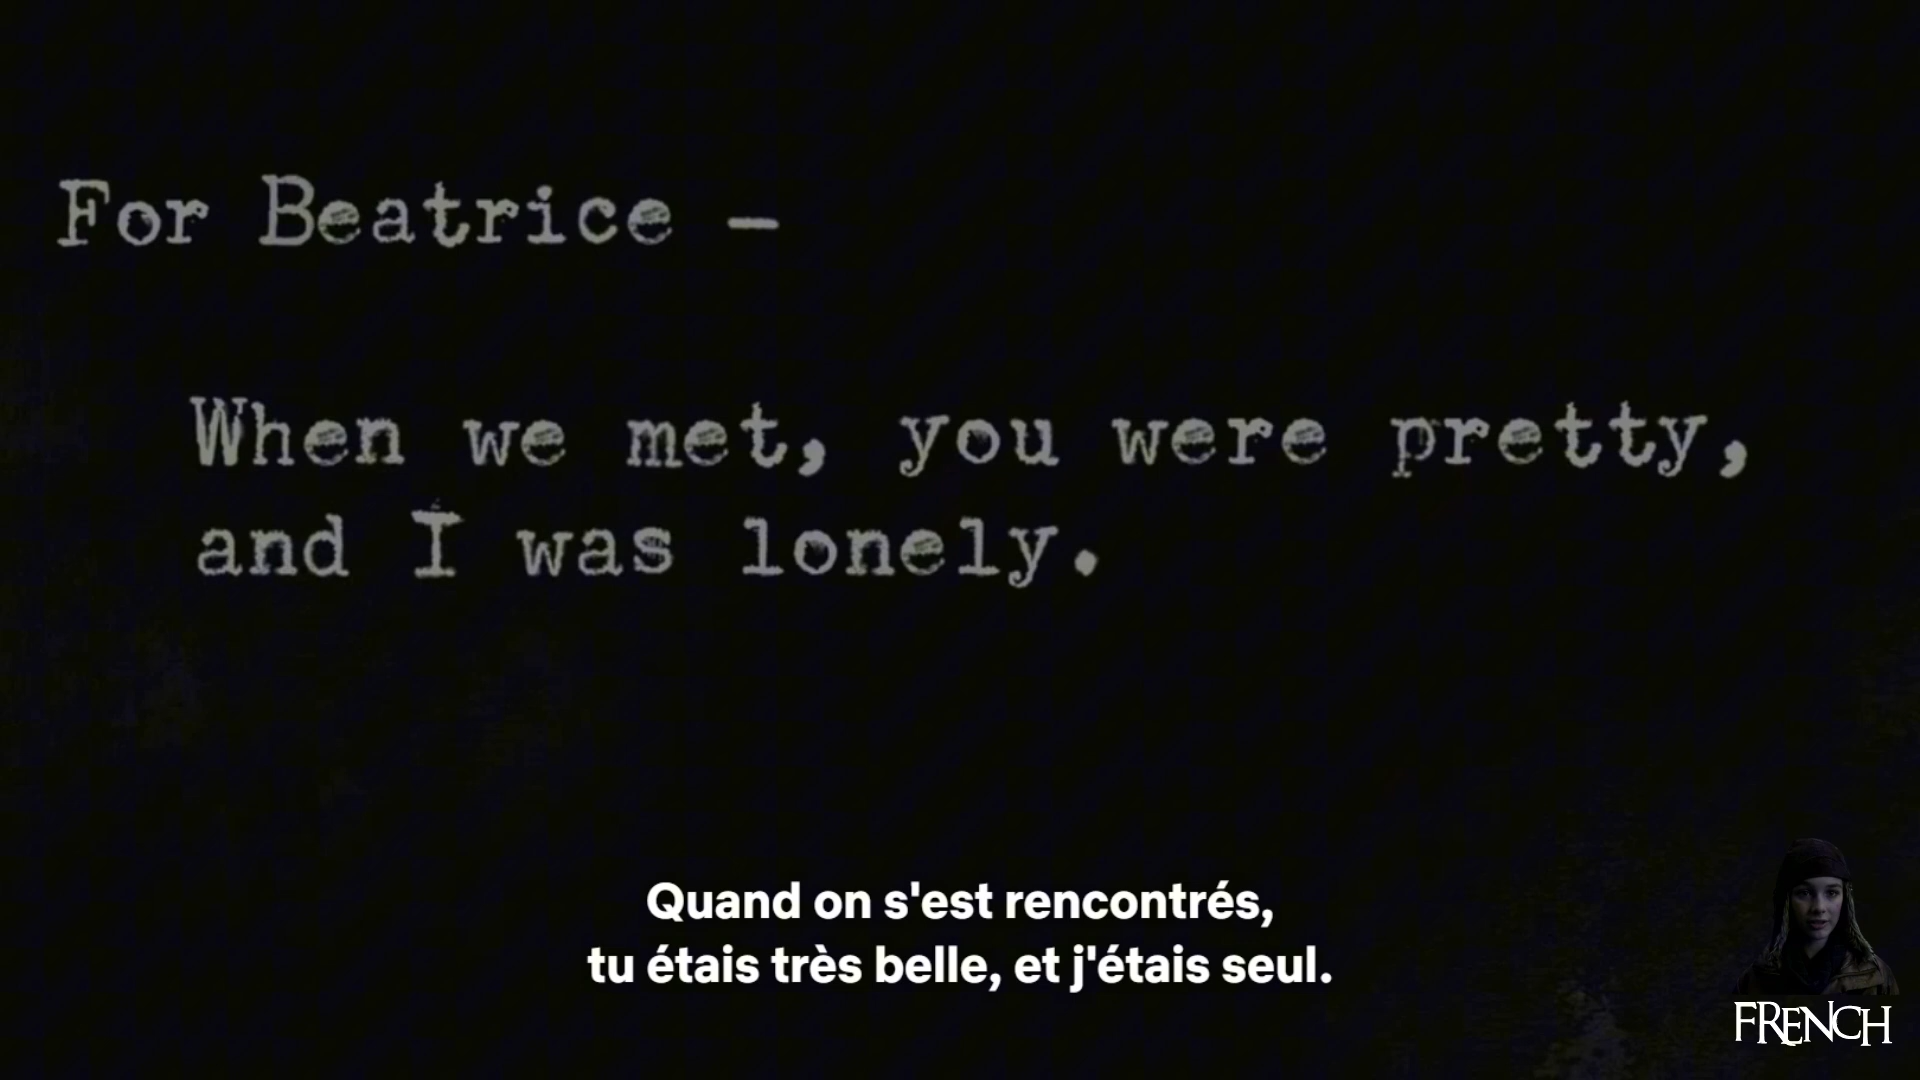 For Beatrice –
When we met, you were pretty,
and I was lonely.
Quand on s'est rencontrés,
tu étais très belle, et j'étais seul.
FRENCH